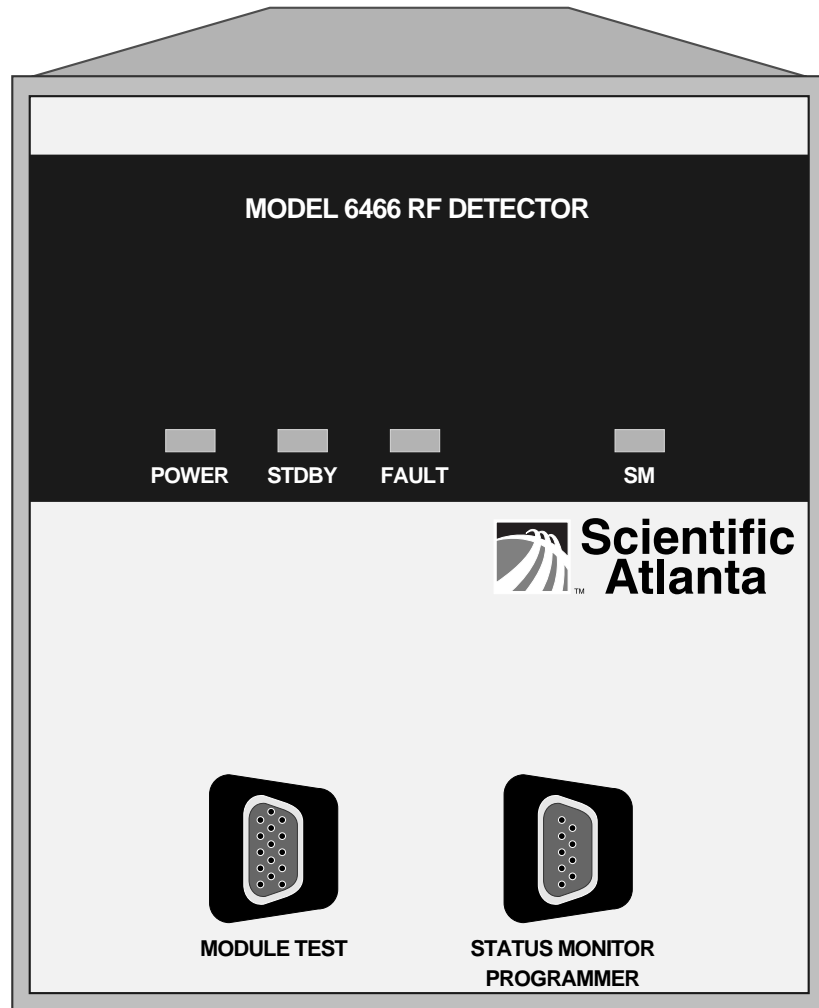 MODEL 6466 RF DETECTOR
POWER STDBY FAULT SM
Scientific
Atlanta
TM
MODULE TEST
STATUS MONITOR
PROGRAMMER